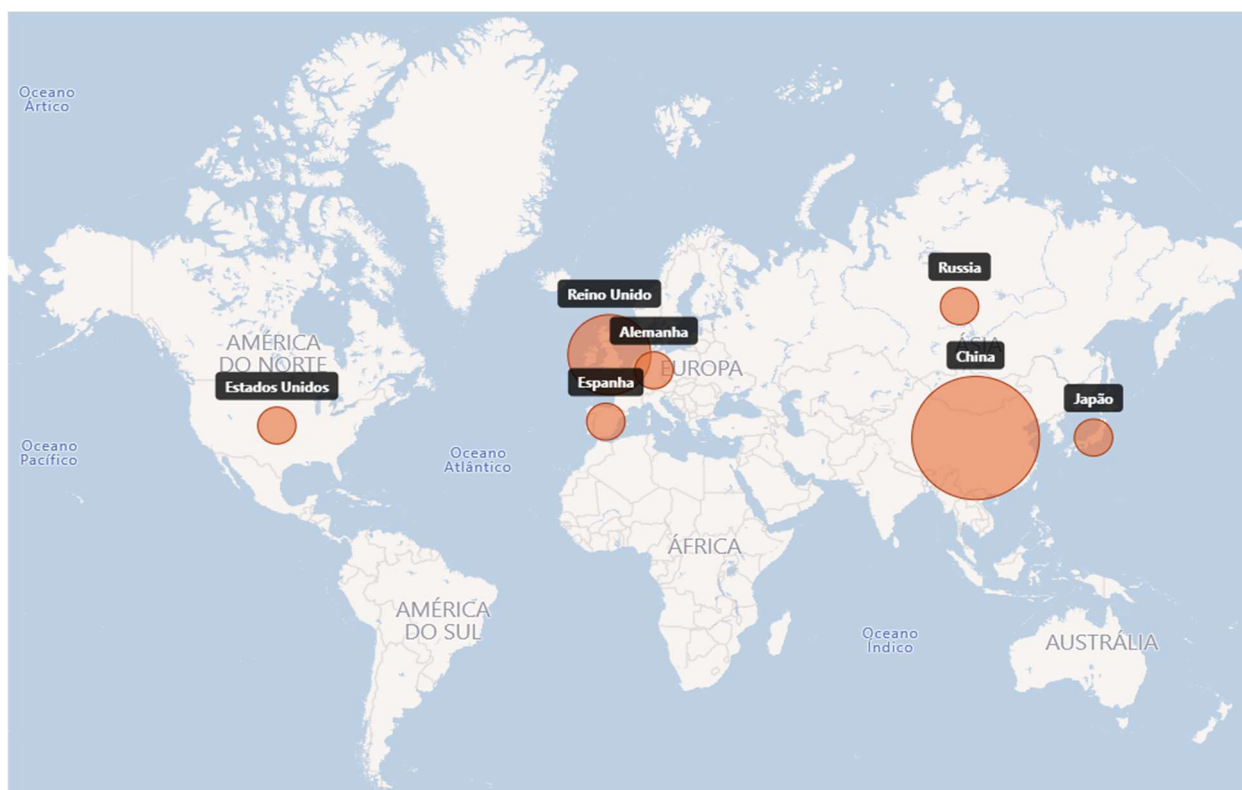 Oceano
Ártico
Russia
Reino Unido
Alemanha
AMÉRICA
DO NORTE
ÁSIA
China
EUROPA
Espanha
Estados Unidos
Japão
Oceano
Pacífico
Oceano
Atlântico
ÁFRICA
AMÉRICA
DO SUL
Oceano
Índico
AUSTRÁLIA